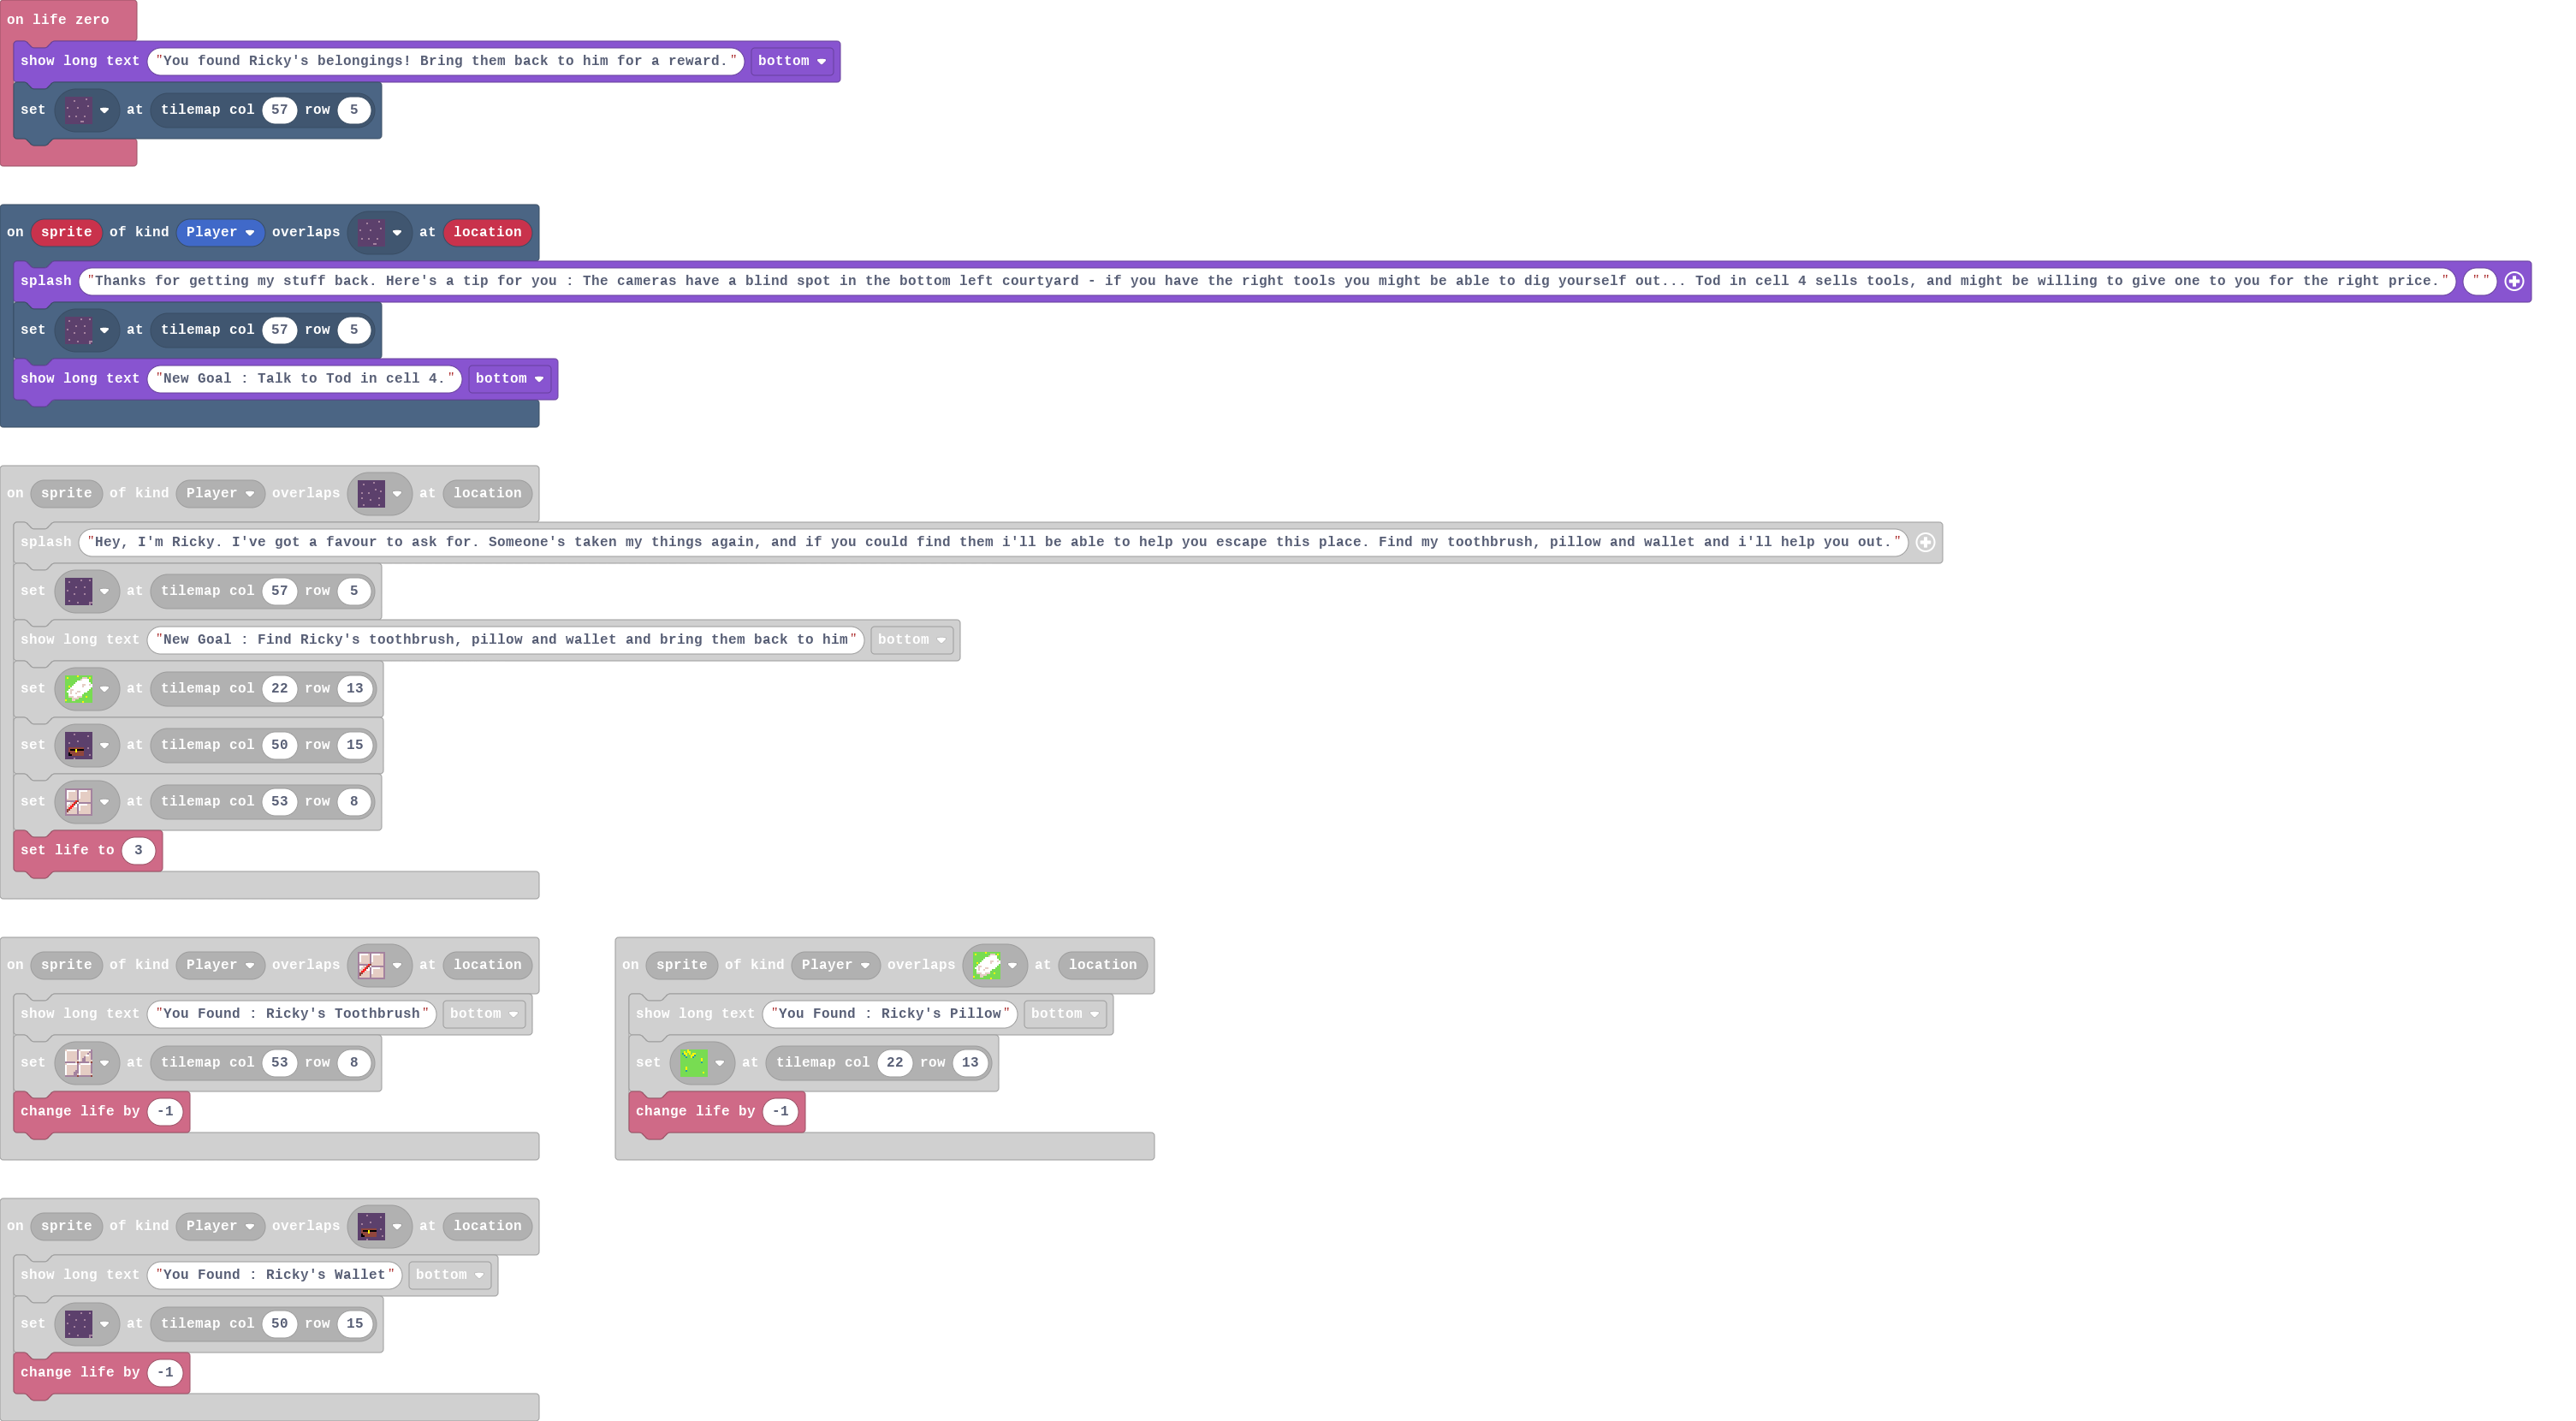 on life zero
show long text "You found Ricky's belongings! Bring them back to him for a reward." bottom
set at tilemap col 57 row 5
on sprite of kind Player overlaps at location
splash "Thanks for getting my stuff back. Here's a tip for you : The cameras have a blind spot in the bottom left courtyard - if you have the right tools you might be able to dig yourself out... Tod in cell 4 sells tools, and might be willing to give one to you for the right price." ""
set at tilemap col 57 row 5
show long text "New Goal : Talk to Tod in cell 4." bottom
on sprite of kind Player overlaps at location
splash "Hey, I'm Ricky. I've got a favour to ask for. Someone's taken my things again, and if you could find them i'll be able to help you escape this place. Find my toothbrush, pillow and wallet and i'll help you out."
set at tilemap col 57 row 5
show long text "New Goal : Find Ricky's toothbrush, pillow and wallet and bring them back to him" bottom
set at tilemap col 22 row 13
set at tilemap col 50 row 15
set at tilemap col 53 row 8
set life to 3
on sprite of kind Player overlaps at location
show long text "You Found : Ricky's Toothbrush" bottom
set at tilemap col 53 row 8
change life by -1
on sprite of kind Player overlaps at location
show long text "You Found : Ricky's Pillow" bottom
set at tilemap col 22 row 13
change life by -1
on sprite of kind Player overlaps at location
show long text "You Found : Ricky's Wallet" bottom
set at tilemap col 50 row 15
change life by -1